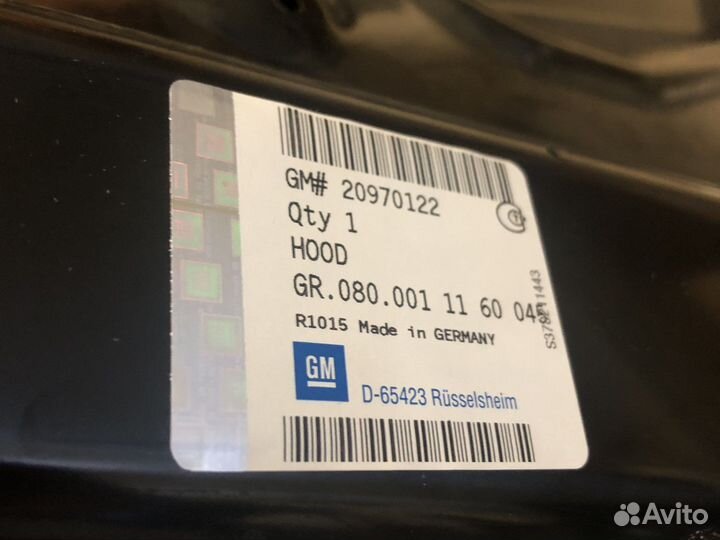 GM# 20970122
Qty 1
HOOD
GR.080.001 11 60 04
R1015 Made in GERMANY
GM
D-65423 Rüsselsheim
S379211443
Avito